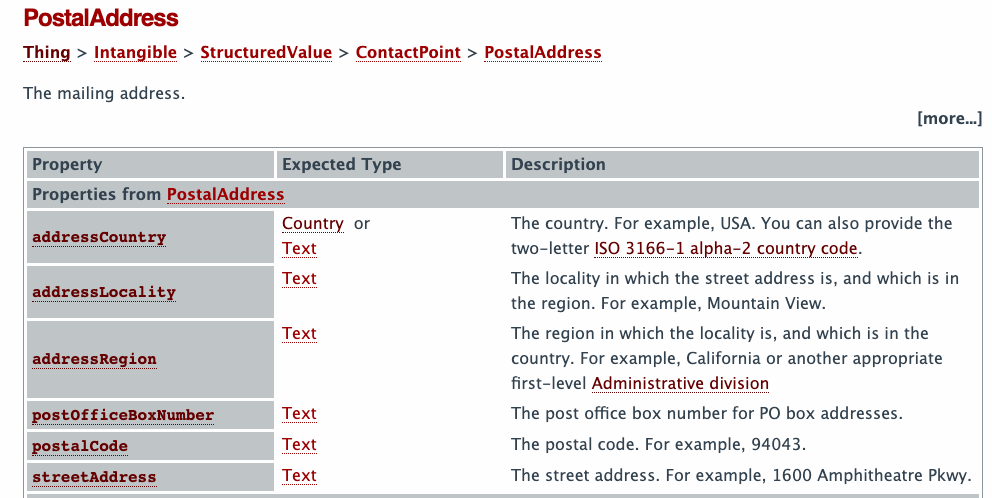 PostalAddress
Thing > Intangible > StructuredValue > ContactPoint > PostalAddress
The mailing address.
[more...]
Property Expected Type Description
Properties from PostalAddress
addressCountry Country or Text The country. For example, USA. You can also provide the
two-letter ISO 3166-1 alpha-2 country code.
addressLocality Text The locality in which the street address is, and which is in
the region. For example, Mountain View.
addressRegion Text The region in which the locality is, and which is in the
country. For example, California or another appropriate
first-level Administrative division
postOfficeBoxNumber Text The post office box number for PO box addresses.
postalCode Text The postal code. For example, 94043.
streetAddress Text The street address. For example, 1600 Amphitheatre Pkwy.